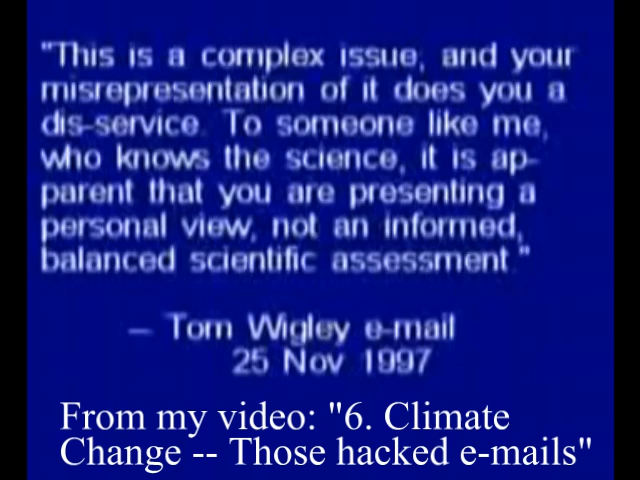 "This is a complex issue, and your
misrepresentation of it does you a
dis-service. To someone like me,
who knows the science, it is ap-
parent that you are presenting a
personal view, not an informed,
balanced scientific assessment."
– Tom Wigley e-mail
25 Nov 1997
From my video: "6. Climate
Change -- Those hacked e-mails"